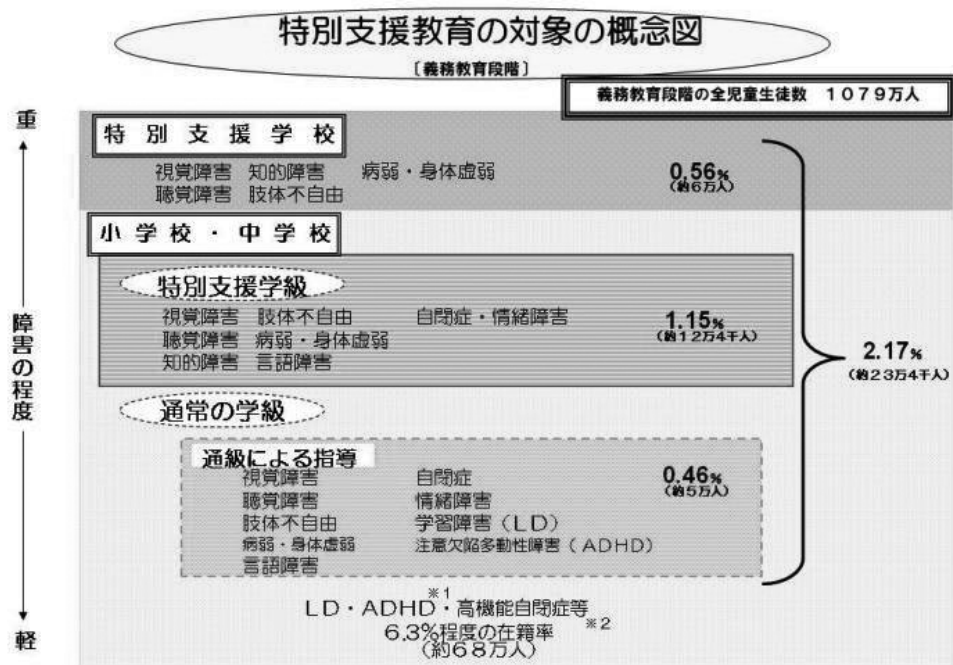 特別支援教育の対象の概念図
〔義務教育段階〕
義務教育段階の全児童生徒数 1079万人
重
特別支援学校
視覚障害 知的障害 病弱・身体虚弱
聴覚障害 肢体不自由
0.56%
(約6万人)
小学校・中学校
特別支援学級
視覚障害 肢体不自由 自閉症・情緒障害
聴覚障害 病弱・身体虚弱
知的障害 言語障害
1.15%
(約12万4千人)
障害の程度
2.17%
(約23万4千人)
通常の学級
通級による指導
視覚障害 自閉症
聴覚障害 情緒障害
肢体不自由 学習障害(LD)
病弱・身体虚弱 注意欠陥多動性障害(ADHD)
言語障害
0.46%
(約5万人)
LD・ADHD・高機能自閉症等 ※1
6.3%程度の在籍率 ※2
(約68万人)
軽